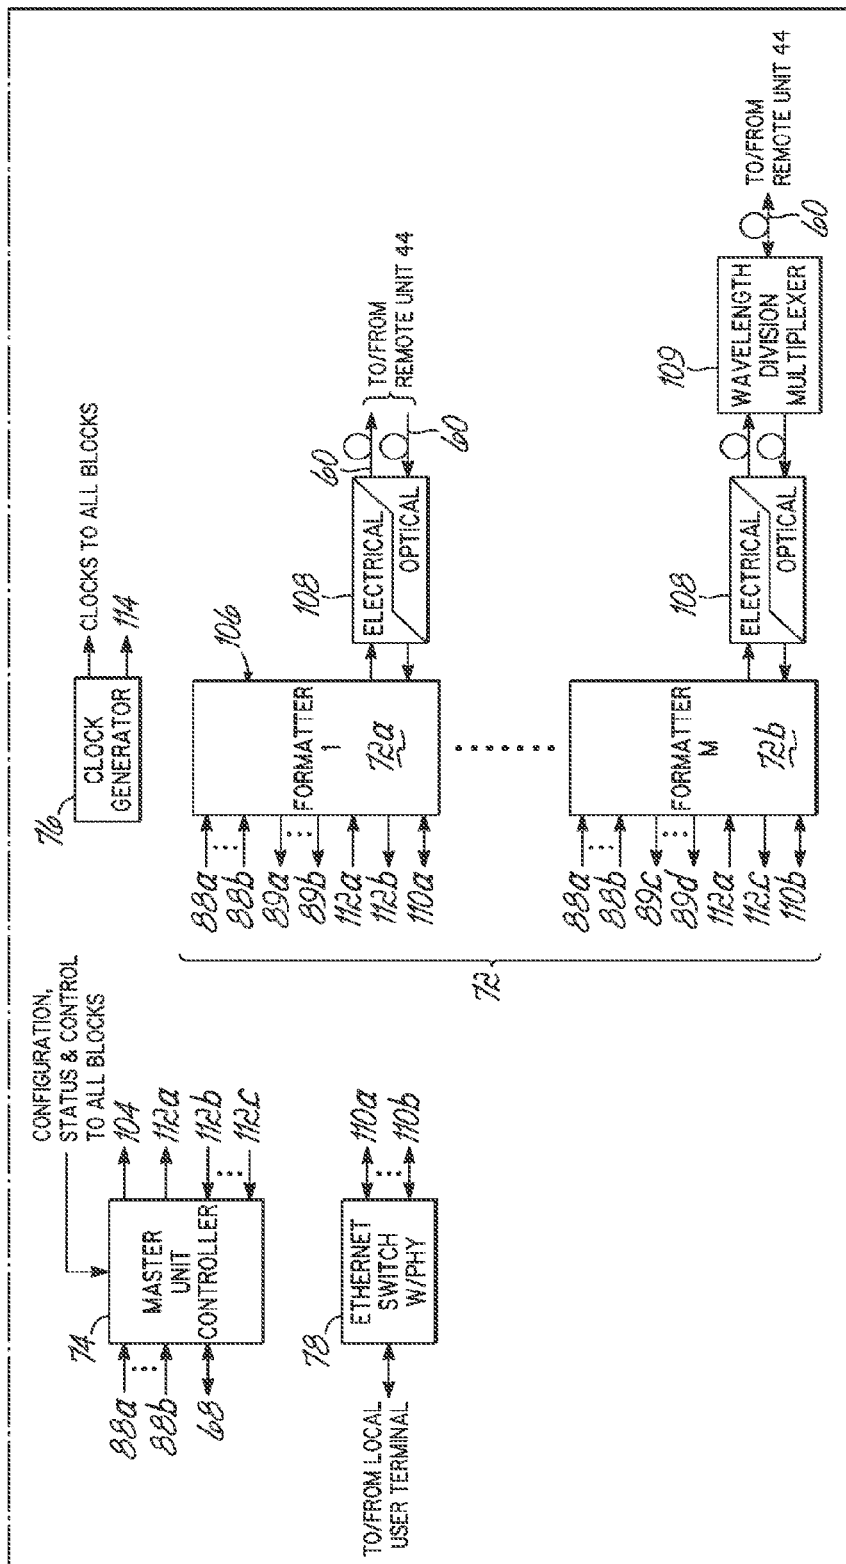 CONFIGURATION,
STATUS & CONTROL
TO ALL BLOCKS
74
MASTER
UNIT
CONTROLLER
88a
88b
68
104
112a
112b
112c
78
ETHERNET
SWITCH
W/PHY
TO/FROM LOCAL
USER TERMINAL
110a
110b
76
CLOCK
GENERATOR
CLOCKS TO ALL BLOCKS
114
72
88a
88b
89a
89b
112a
112b
110a
FORMATTER
1
72a
106
108
ELECTRICAL
OPTICAL
60
60
TO/FROM
REMOTE UNIT 44
88a
88b
89c
89d
112a
112c
110b
FORMATTER
M
72b
108
ELECTRICAL
OPTICAL
109
WAVELENGTH
DIVISION
MULTIPLEXER
60
TO/FROM
REMOTE UNIT 44